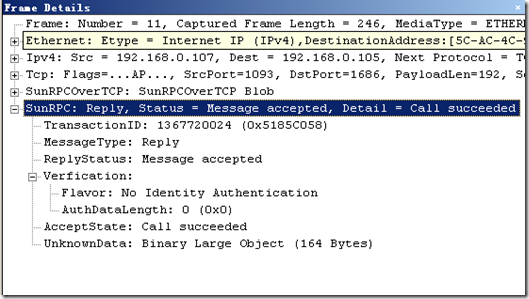 Frame Details
Frame: Number = 11, Captured Frame Length = 246, MediaType = ETHER
Ethernet: Etype = Internet IP (IPv4),DestinationAddress:[5C-AC-4C-
Ipv4: Src = 192.168.0.107, Dest = 192.168.0.105, Next Protocol = T
Tcp: Flags=...AP..., SrcPort=1093, DstPort=1686, PayloadLen=192, S
SunRPCOverTCP: SunRPCOverTCP Blob
SunRPC: Reply, Status = Message accepted, Detail = Call succeeded
TransactionID: 1367720024 (0x5185C058)
MessageType: Reply
ReplyStatus: Message accepted
Verfication:
Flavor: No Identity Authentication
AuthDataLength: 0 (0x0)
AcceptState: Call succeeded
UnknownData: Binary Large Object (164 Bytes)